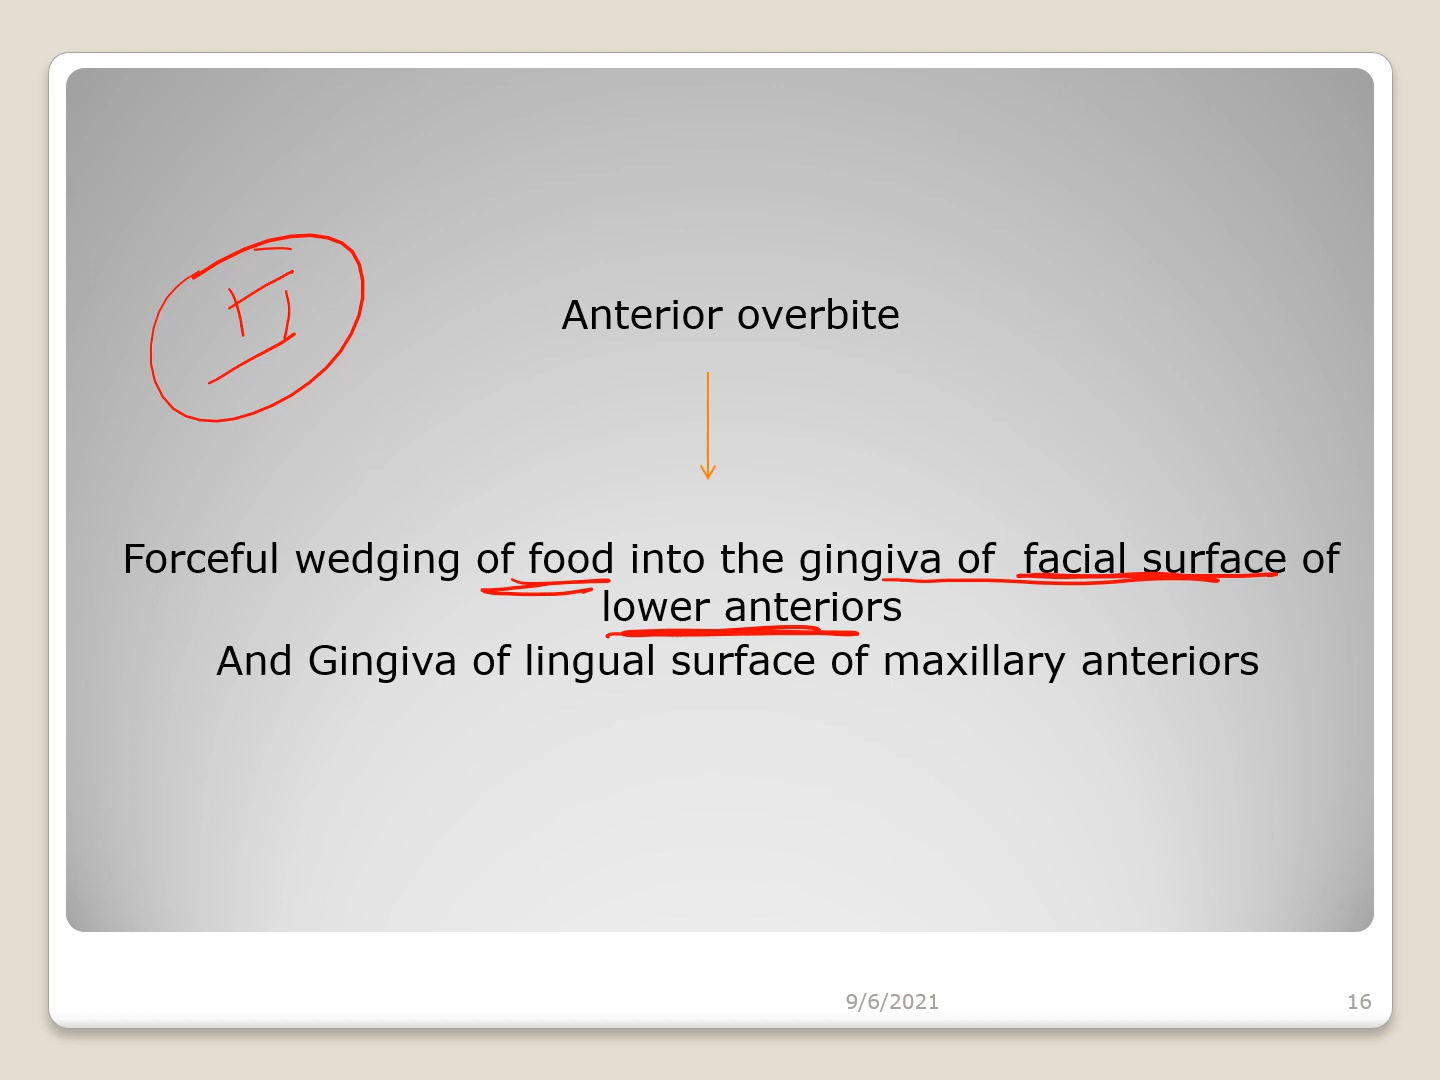 Anterior overbite
Forceful wedging of food into the gingiva of  facial surface of
lower anteriors
And Gingiva of lingual surface of maxillary anteriors
9/6/2021
16